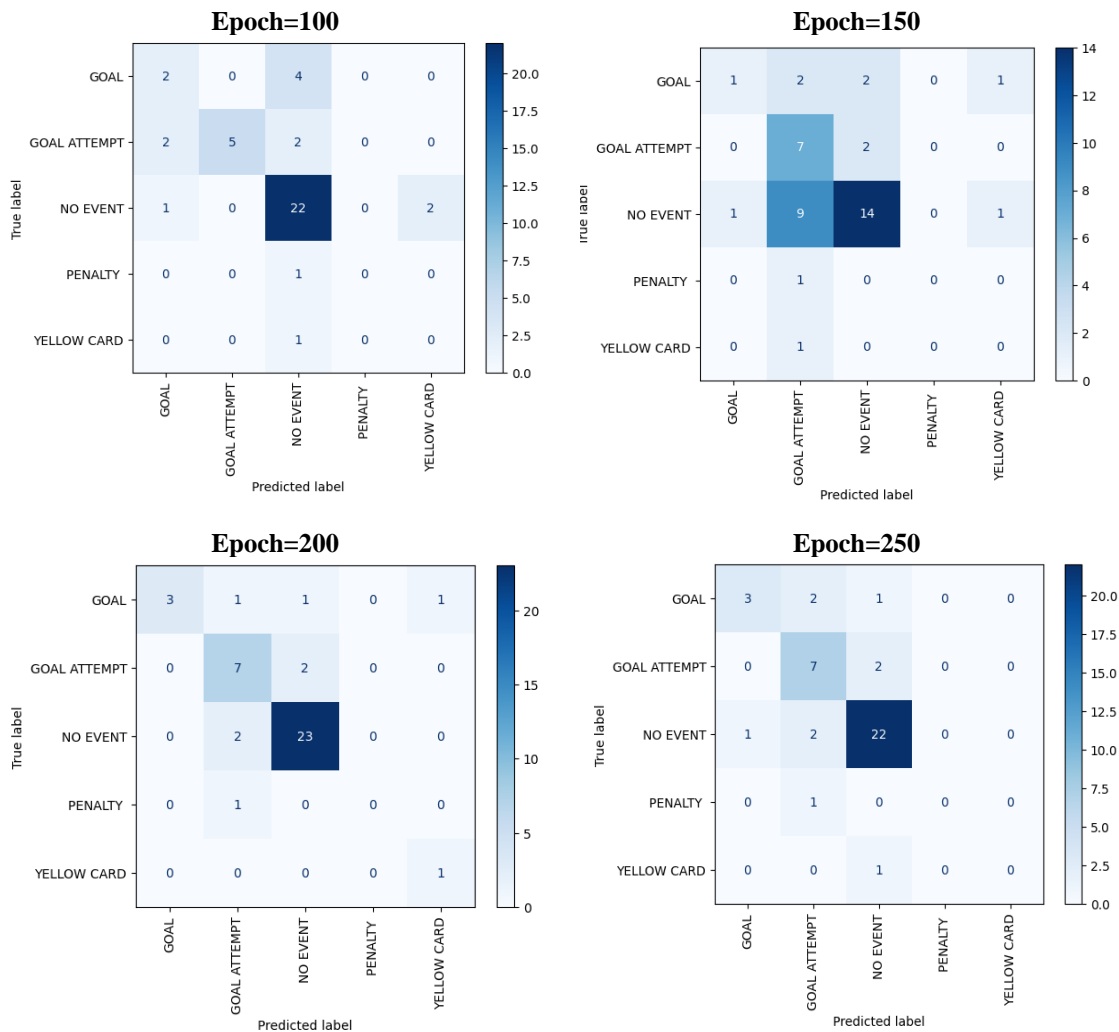 Epoch=100
GOAL 2 0 4 0 0
GOAL ATTEMPT 2 5 2 0 0
NO EVENT 1 0 22 0 2
PENALTY 0 0 1 0 0
YELLOW CARD 0 0 1 0 0
True label
GOAL
GOAL ATTEMPT
NO EVENT
PENALTY
YELLOW CARD
Predicted label
20.0
17.5
15.0
12.5
10.0
7.5
5.0
2.5
0.0
Epoch=150
GOAL 1 2 2 0 1
GOAL ATTEMPT 0 7 2 0 0
NO EVENT 1 9 14 0 1
PENALTY 0 1 0 0 0
YELLOW CARD 0 1 0 0 0
True label
GOAL
GOAL ATTEMPT
NO EVENT
PENALTY
YELLOW CARD
Predicted label
14
12
10
8
6
4
2
0
Epoch=200
GOAL 3 1 1 0 1
GOAL ATTEMPT 0 7 2 0 0
NO EVENT 0 2 23 0 0
PENALTY 0 1 0 0 0
YELLOW CARD 0 0 0 0 1
True label
GOAL
GOAL ATTEMPT
NO EVENT
PENALTY
YELLOW CARD
Predicted label
20
15
10
5
0
Epoch=250
GOAL 3 2 1 0 0
GOAL ATTEMPT 0 7 2 0 0
NO EVENT 1 2 22 0 0
PENALTY 0 1 0 0 0
YELLOW CARD 0 0 1 0 0
True label
GOAL
GOAL ATTEMPT
NO EVENT
PENALTY
YELLOW CARD
Predicted label
20.0
17.5
15.0
12.5
10.0
7.5
5.0
2.5
0.0